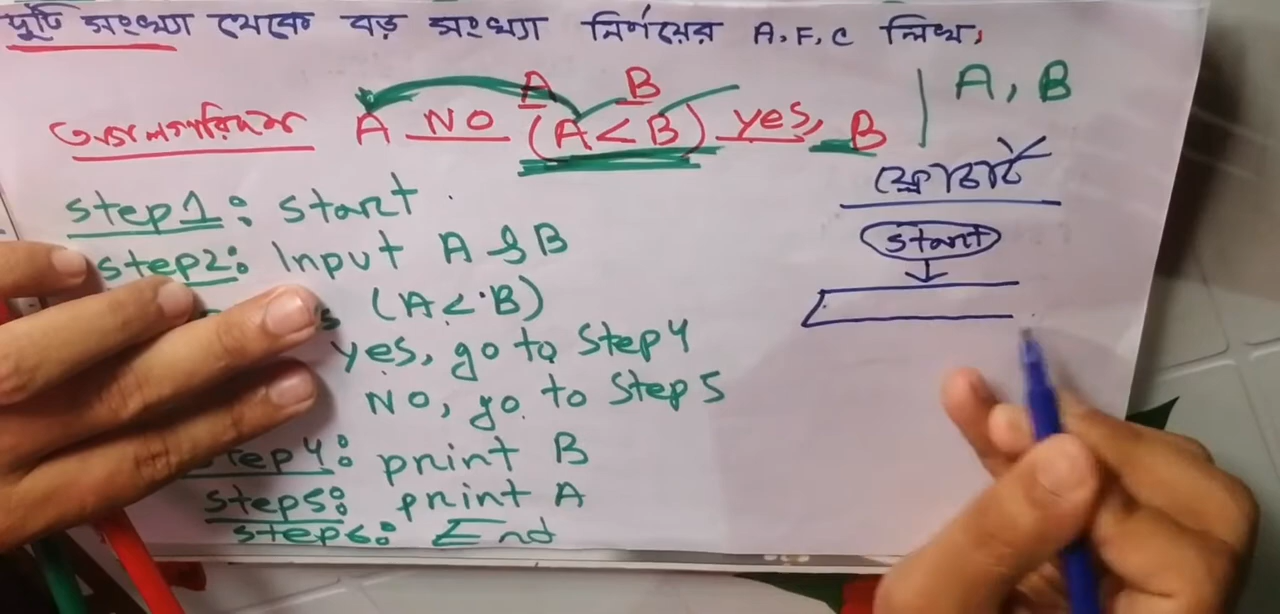 দুটি সংখ্যা থেকে বড় সংখ্যা নির্ণয়ের A,F,C লিখ,
A B
অ্যালগরিদম A NO (A<B) yes, B
A, B
step1: start
step2: Input A & B
(A<B)
yes, go to step4
NO, go to step5
step4: print B
step5: print A
step6: End
ফ্লোচার্ট
start